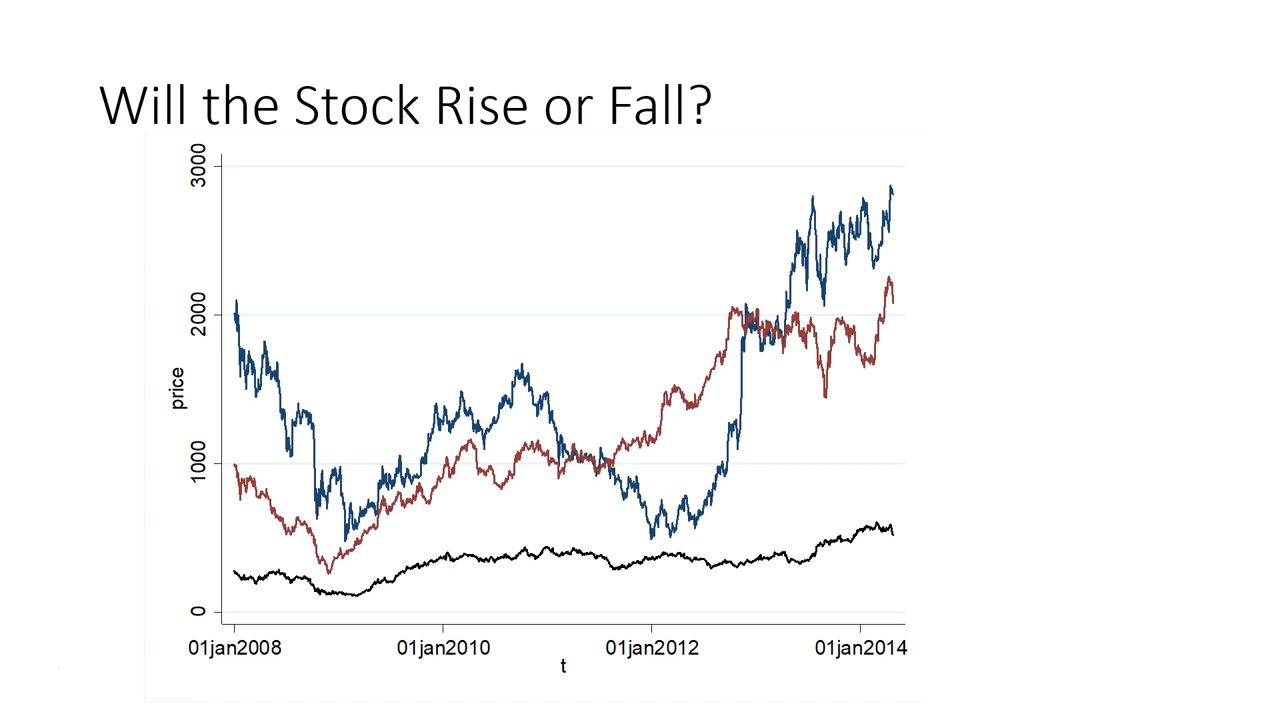 Will the Stock Rise or Fall?
3000
2000
1000
0
price
01jan2008 01jan2010 01jan2012 01jan2014
t